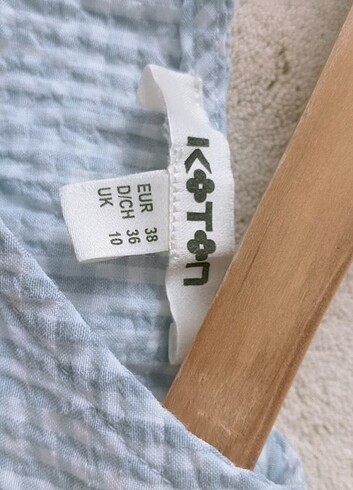 KOTON
EUR 38
D/CH 36
UK 10